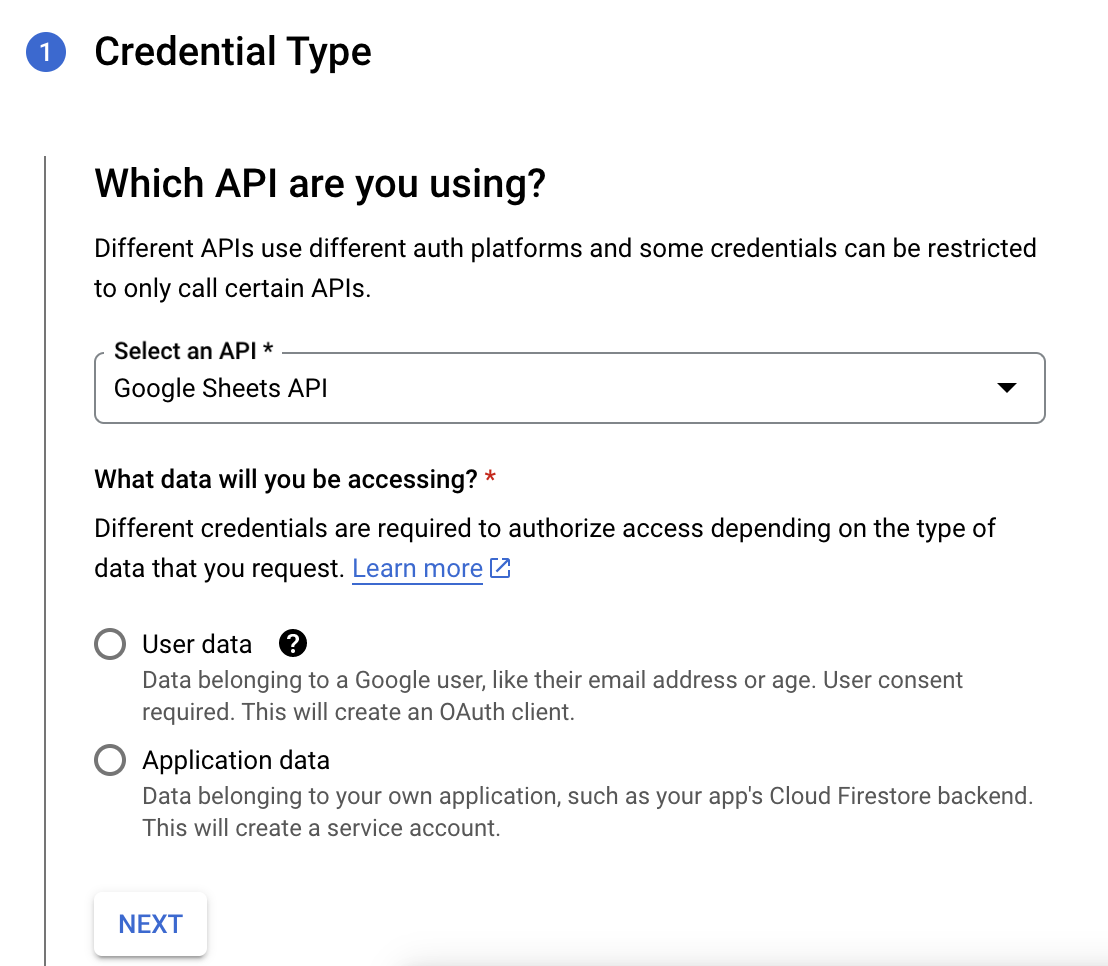 1 Credential Type
Which API are you using?
Different APIs use different auth platforms and some credentials can be restricted
to only call certain APIs.
Select an API *
Google Sheets API
What data will you be accessing? *
Different credentials are required to authorize access depending on the type of
data that you request. Learn more
User data ?
Data belonging to a Google user, like their email address or age. User consent
required. This will create an OAuth client.
Application data
Data belonging to your own application, such as your app's Cloud Firestore backend.
This will create a service account.
NEXT